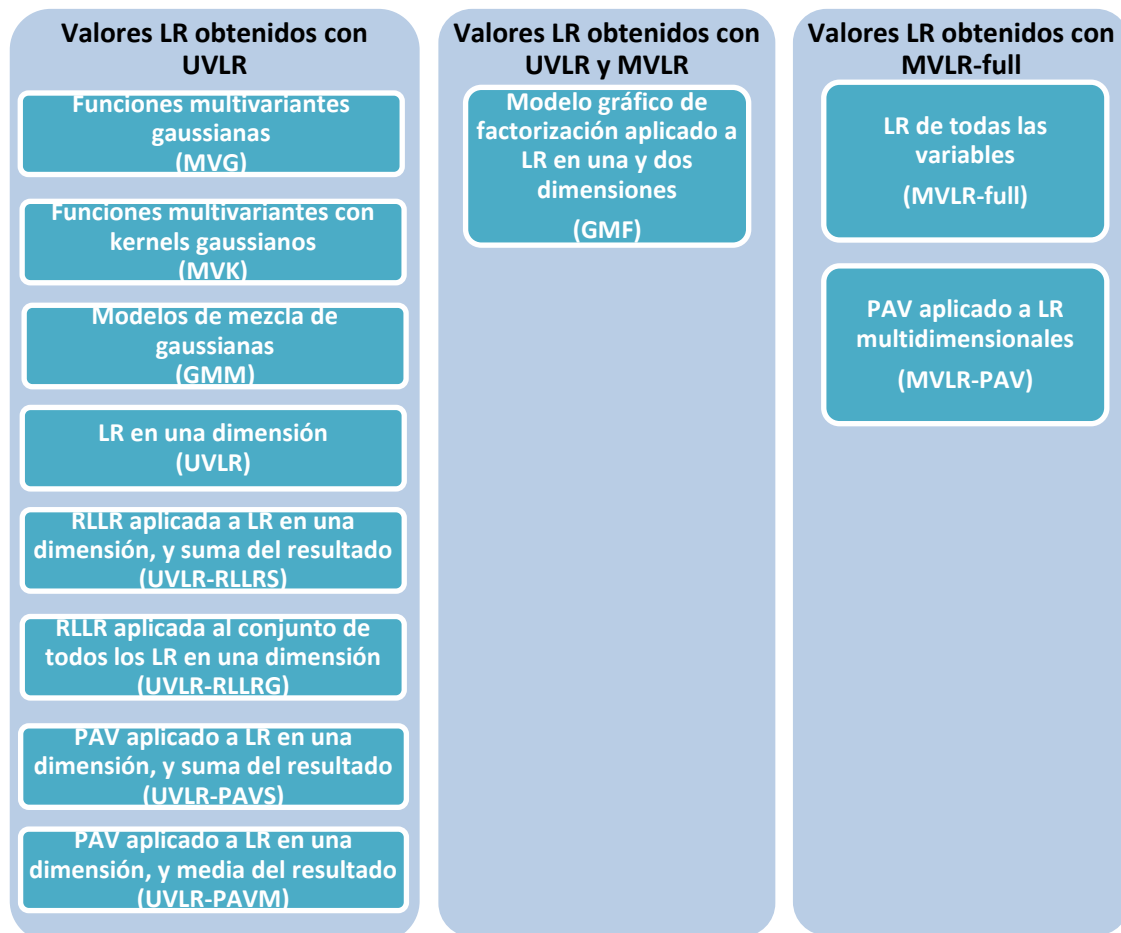 Valores LR obtenidos con
UVLR
Funciones multivariantes
gaussianas
(MVG)
Funciones multivariantes con
kernels gaussianos
(MVK)
Modelos de mezcla de
gaussianas
(GMM)
LR en una dimensión
(UVLR)
RLLR aplicada a LR en una
dimensión, y suma del resultado
(UVLR-RLLRS)
RLLR aplicada al conjunto de
todos los LR en una dimensión
(UVLR-RLLRG)
PAV aplicado a LR en una
dimensión, y suma del resultado
(UVLR-PAVS)
PAV aplicado a LR en una
dimensión, y media del resultado
(UVLR-PAVM)
Valores LR obtenidos con
UVLR y MVLR
Modelo gráfico de
factorización aplicado a
LR en una y dos
dimensiones
(GMF)
Valores LR obtenidos con
MVLR-full
LR de todas las
variables
(MVLR-full)
PAV aplicado a LR
multidimensionales
(MVLR-PAV)